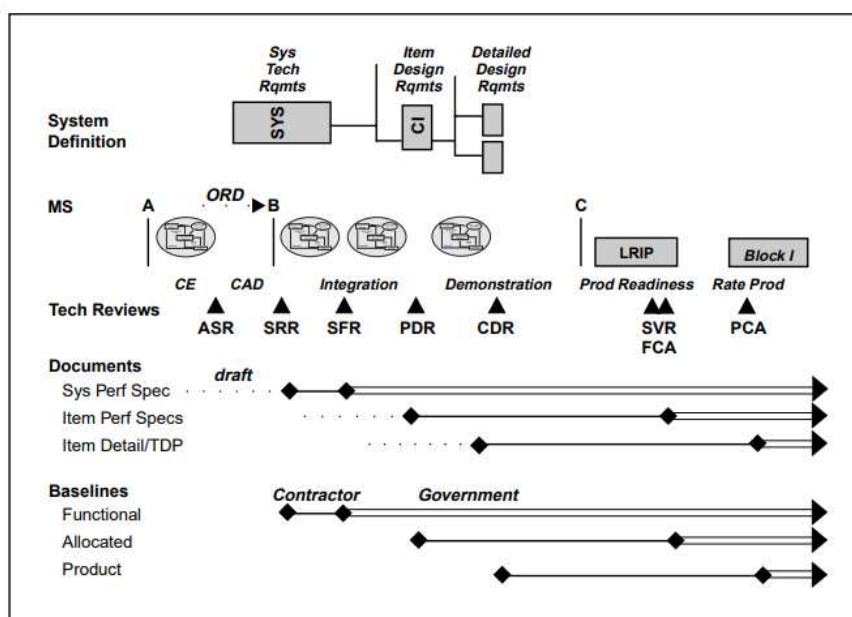 Sys Tech Rqmts
Item Design Rqmts
Detailed Design Rqmts
System Definition
SYS
CI
MS
A
ORD
B
C
LRIP
Block I
CE
CAD
Integration
Demonstration
Prod Readiness
Rate Prod
Tech Reviews
ASR
SRR
SFR
PDR
CDR
SVR
FCA
PCA
Documents
draft
Sys Perf Spec
Item Perf Specs
Item Detail/TDP
Baselines
Contractor
Government
Functional
Allocated
Product